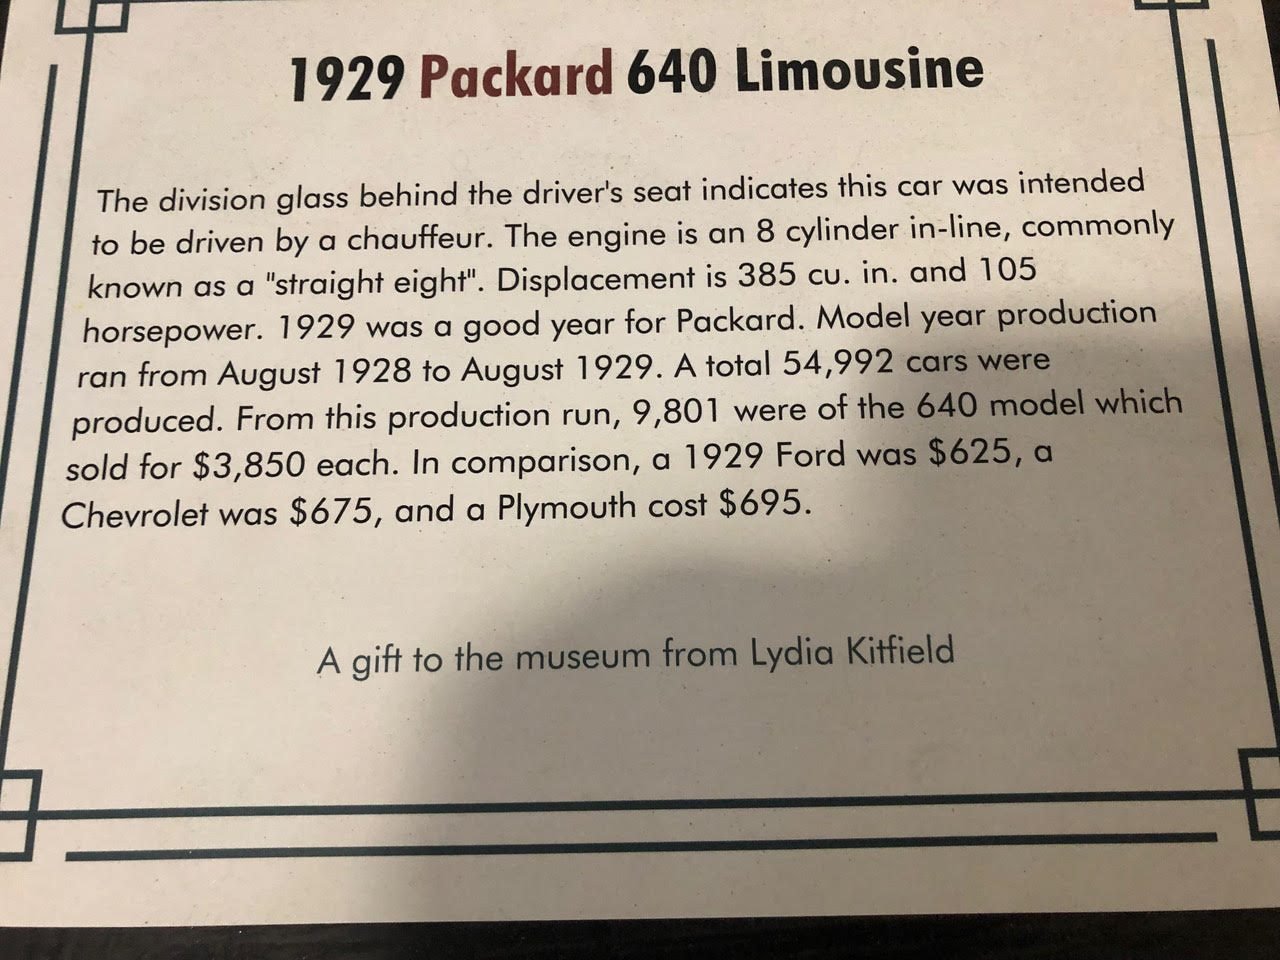 1929 Packard 640 Limousine
The division glass behind the driver's seat indicates this car was intended
to be driven by a chauffeur. The engine is an 8 cylinder in-line, commonly
known as a "straight eight". Displacement is 385 cu. in. and 105
horsepower. 1929 was a good year for Packard. Model year production
ran from August 1928 to August 1929. A total 54,992 cars were
produced. From this production run, 9,801 were of the 640 model which
sold for $3,850 each. In comparison, a 1929 Ford was $625, a
Chevrolet was $675, and a Plymouth cost $695.
A gift to the museum from Lydia Kitfield